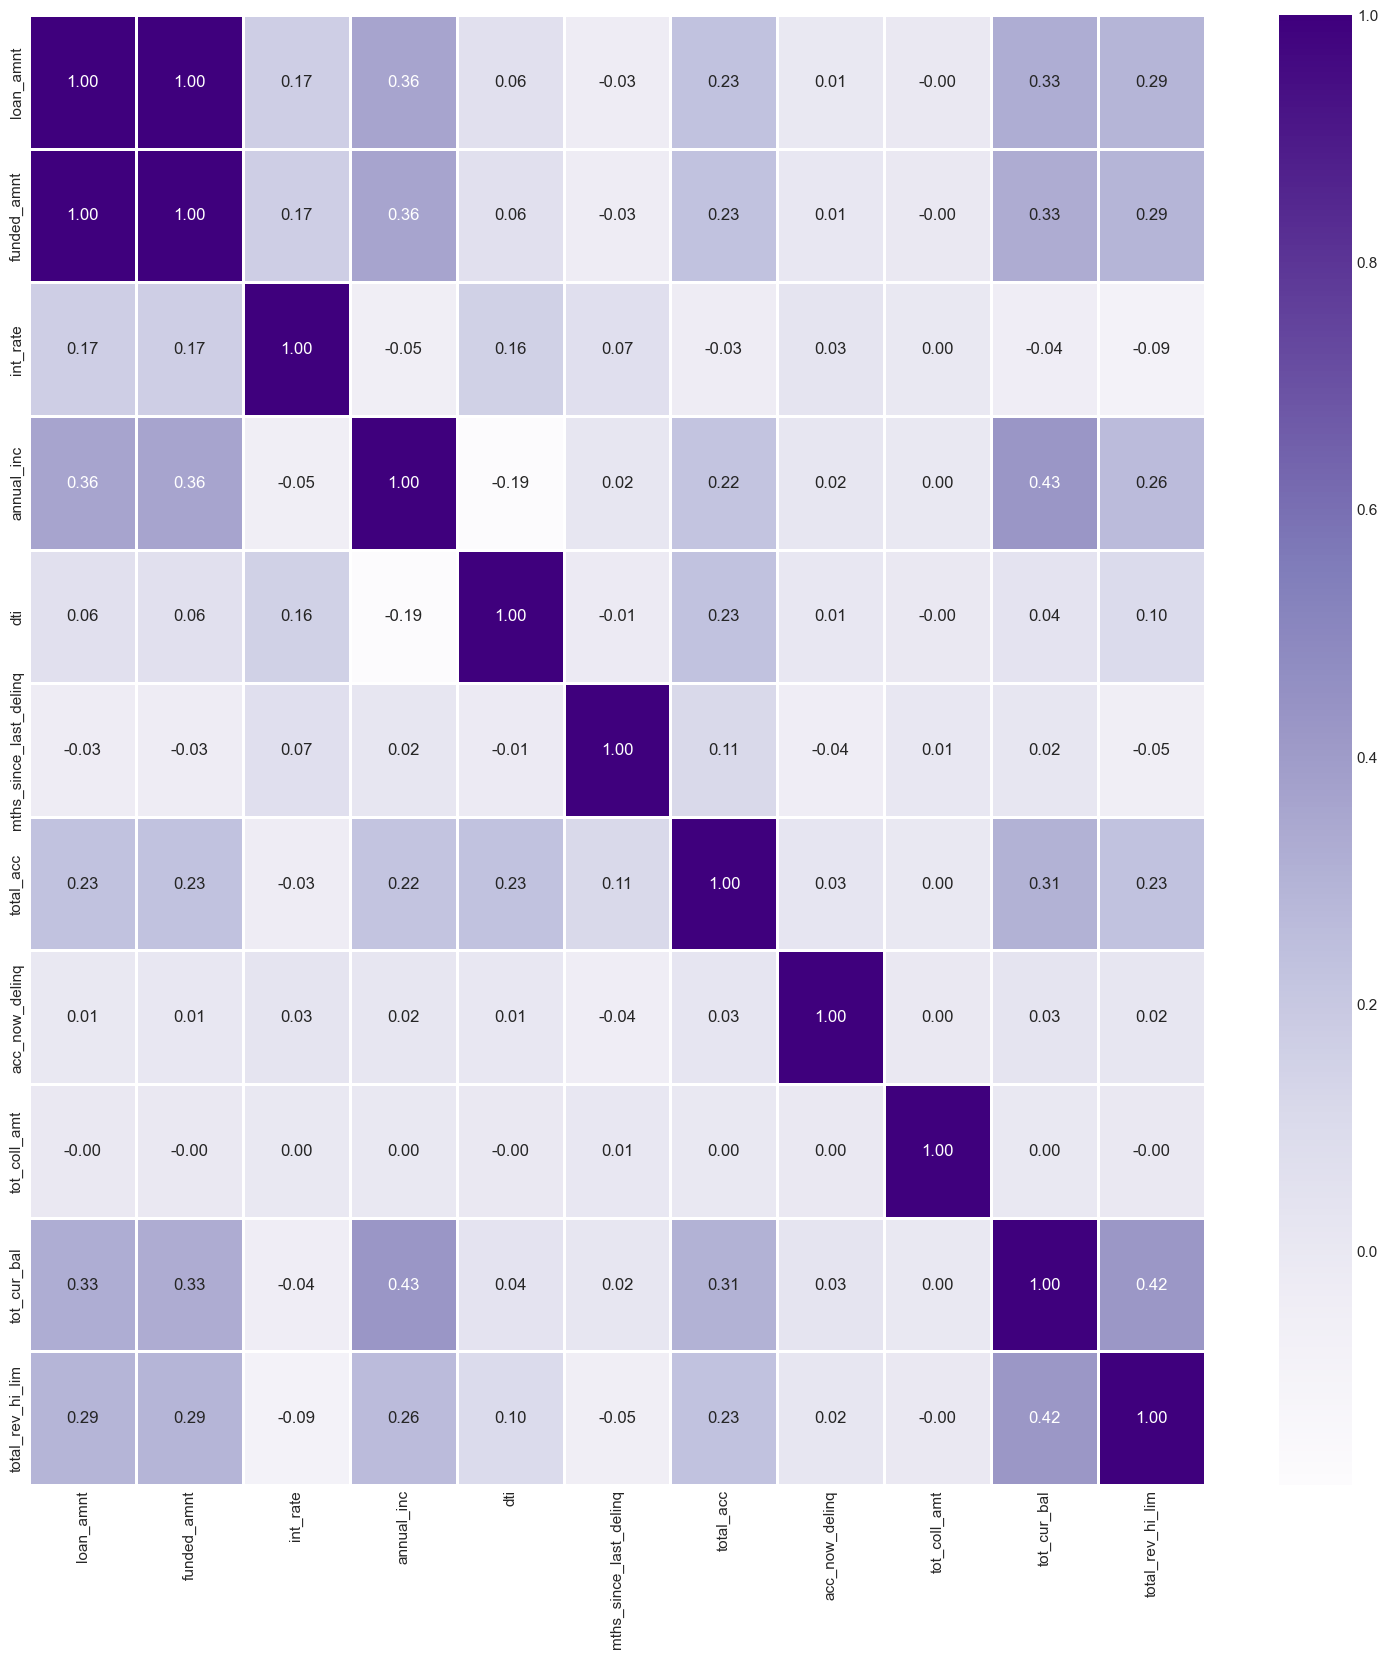 loan_amnt 1.00 1.00 0.17 0.36 0.06 -0.03 0.23 0.01 -0.00 0.33 0.29
funded_amnt 1.00 1.00 0.17 0.36 0.06 -0.03 0.23 0.01 -0.00 0.33 0.29
int_rate 0.17 0.17 1.00 -0.05 0.16 0.07 -0.03 0.03 0.00 -0.04 -0.09
annual_inc 0.36 0.36 -0.05 1.00 -0.19 0.02 0.22 0.02 0.00 0.43 0.26
dti 0.06 0.06 0.16 -0.19 1.00 -0.01 0.23 0.01 -0.00 0.04 0.10
mths_since_last_delinq -0.03 -0.03 0.07 0.02 -0.01 1.00 0.11 -0.04 0.01 0.02 -0.05
total_acc 0.23 0.23 -0.03 0.22 0.23 0.11 1.00 0.03 0.00 0.31 0.23
acc_now_delinq 0.01 0.01 0.03 0.02 0.01 -0.04 0.03 1.00 0.00 0.03 0.02
tot_coll_amt -0.00 -0.00 0.00 0.00 -0.00 0.01 0.00 0.00 1.00 0.00 -0.00
tot_cur_bal 0.33 0.33 -0.04 0.43 0.04 0.02 0.31 0.03 0.00 1.00 0.42
total_rev_hi_lim 0.29 0.29 -0.09 0.26 0.10 -0.05 0.23 0.02 -0.00 0.42 1.00
loan_amnt funded_amnt int_rate annual_inc dti mths_since_last_delinq total_acc acc_now_delinq tot_coll_amt tot_cur_bal total_rev_hi_lim
1.0
0.8
0.6
0.4
0.2
0.0